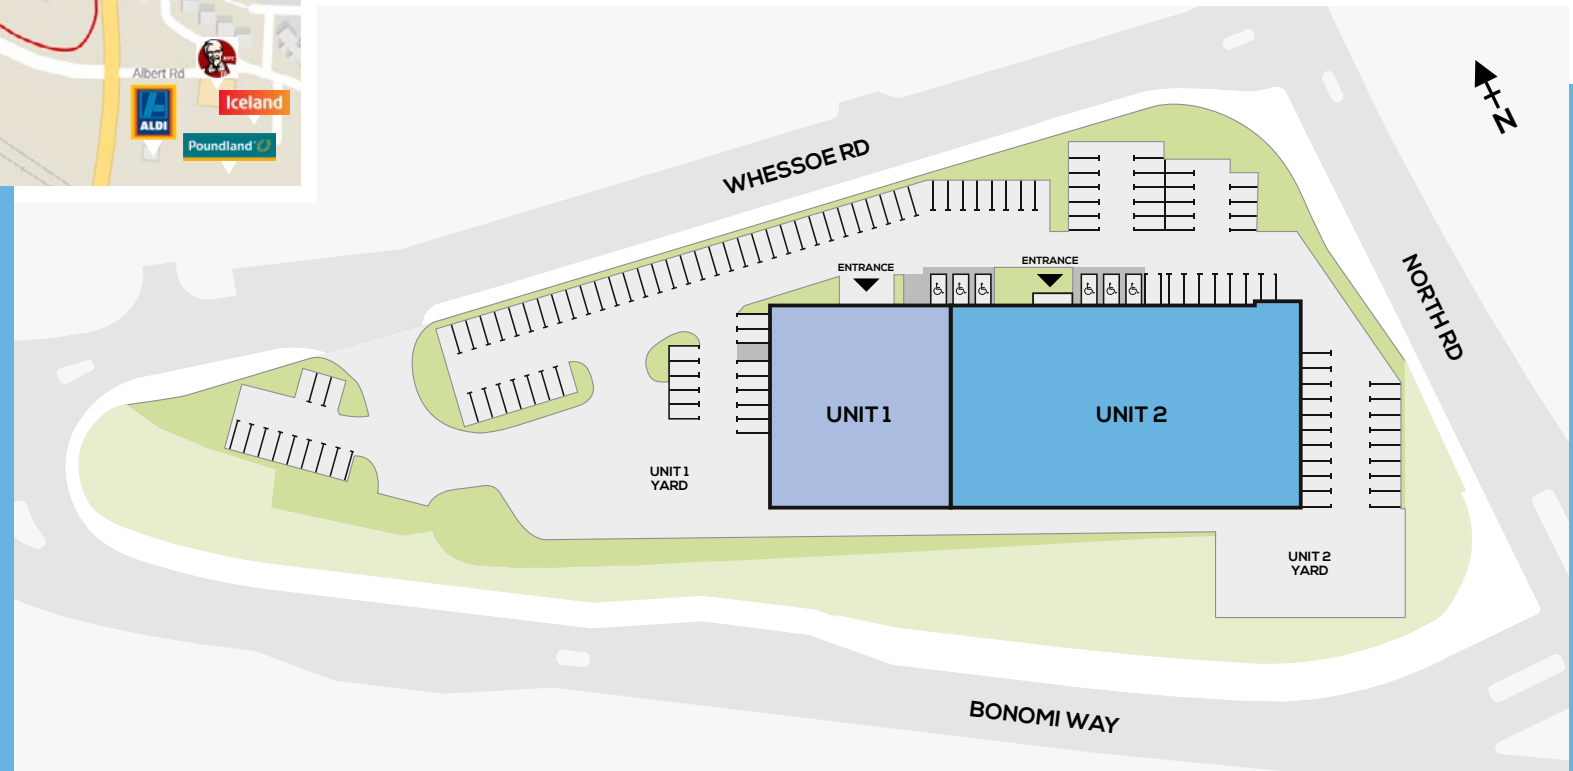 Albert Rd
KFC
Iceland
ALDI
Poundland
WHESSOE RD
N
NORTH RD
ENTRANCE
ENTRANCE
UNIT 1
UNIT 2
UNIT 1
YARD
UNIT 2
YARD
BONOMI WAY